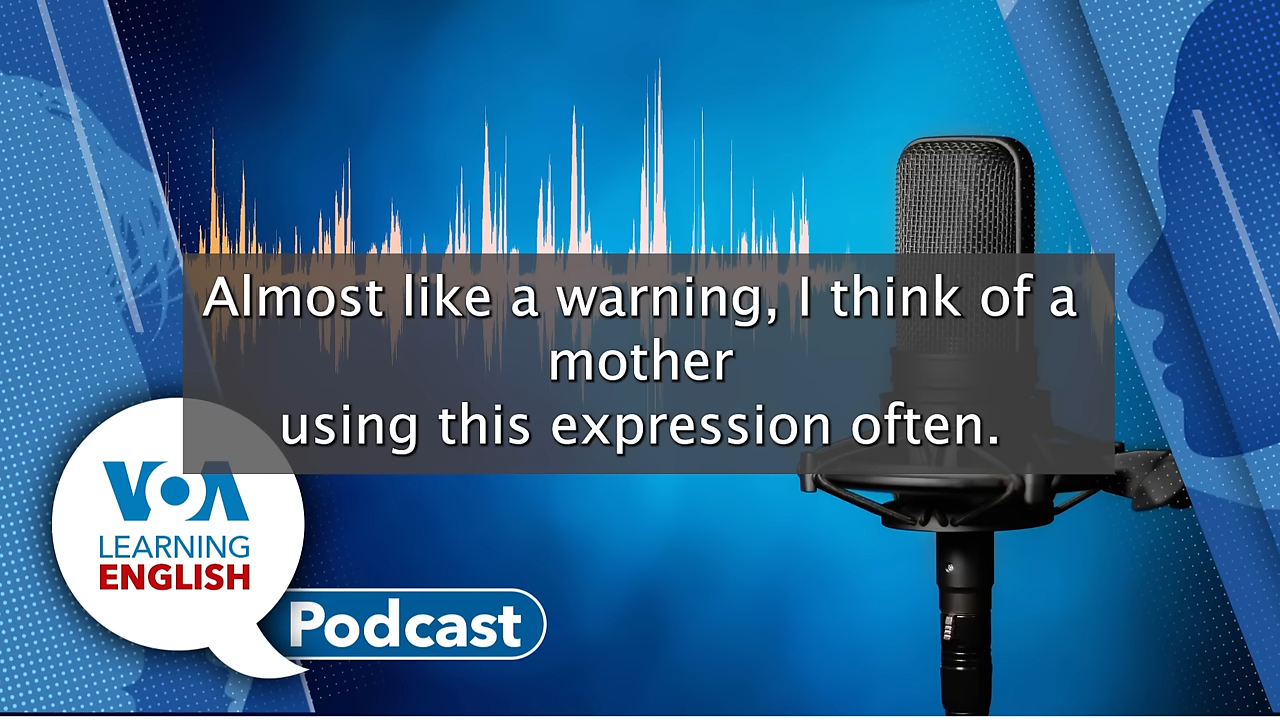 Almost like a warning, I think of a
mother
using this expression often.
VOA
LEARNING
ENGLISH
Podcast